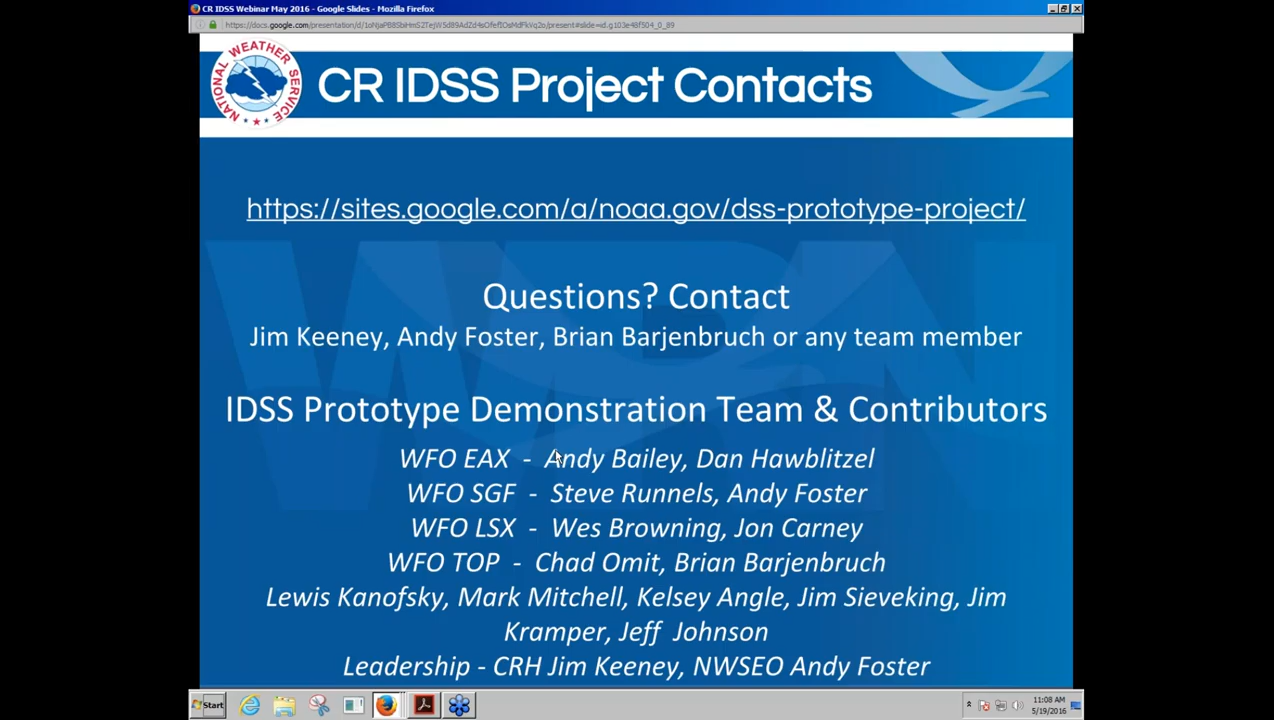 CR IDSS Webinar May 2016 - Google Slides - Mozilla Firefox
NATIONAL WEATHER SERVICE
CR IDSS Project Contacts
https://sites.google.com/a/noaa.gov/dss-prototype-project/
WRN
Questions? Contact
Jim Keeney, Andy Foster, Brian Barjenbruch or any team member
IDSS Prototype Demonstration Team & Contributors
WFO EAX - Andy Bailey, Dan Hawblitzel
WFO SGF - Steve Runnels, Andy Foster
WFO LSX - Wes Browning, Jon Carney
WFO TOP - Chad Omit, Brian Barjenbruch
Lewis Kanofsky, Mark Mitchell, Kelsey Angle, Jim Sieveking, Jim
Kramper, Jeff Johnson
Leadership - CRH Jim Keeney, NWSEO Andy Foster
Start
11:08 AM
5/19/2016